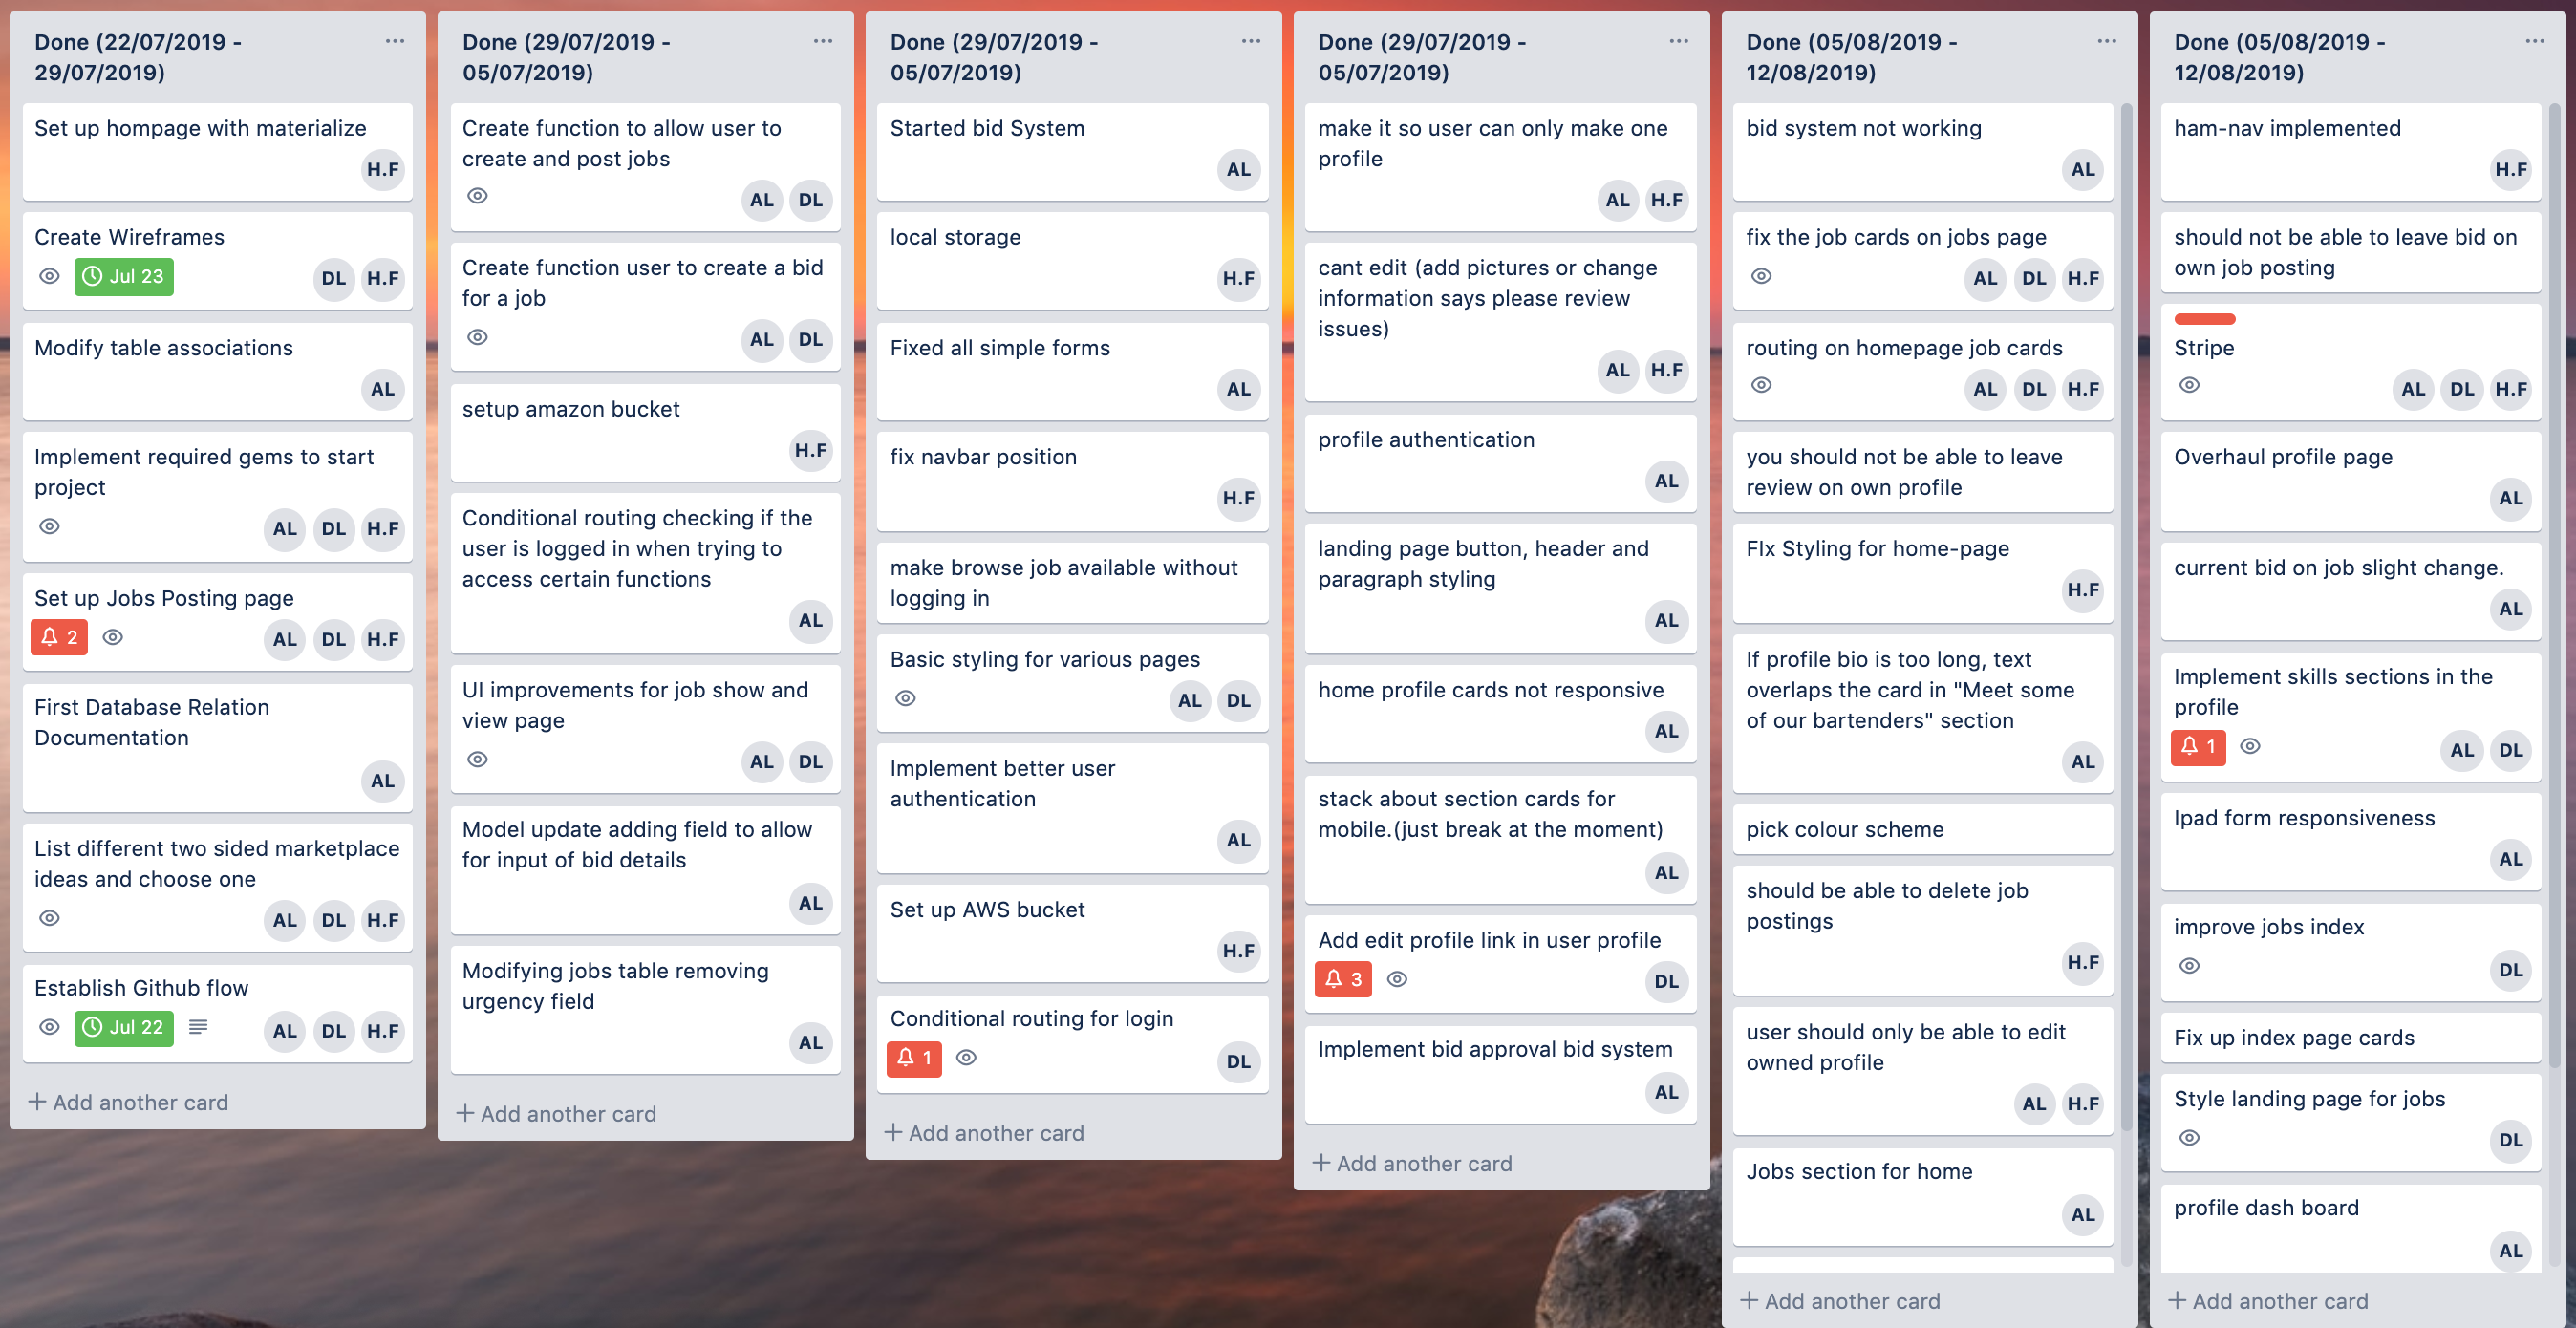 Done (22/07/2019 -
29/07/2019)
Set up hompage with materialize
H.F
Create Wireframes
Jul 23
DL H.F
Modify table associations
AL
Implement required gems to start
project
AL DL H.F
Set up Jobs Posting page
2
AL DL H.F
First Database Relation
Documentation
AL
List different two sided marketplace
ideas and choose one
AL DL H.F
Establish Github flow
Jul 22
AL DL H.F
+ Add another card
Done (29/07/2019 -
05/07/2019)
Create function to allow user to
create and post jobs
AL DL
Create function user to create a bid
for a job
AL DL
setup amazon bucket
H.F
Conditional routing checking if the
user is logged in when trying to
access certain functions
AL
UI improvements for job show and
view page
AL DL
Model update adding field to allow
for input of bid details
AL
Modifying jobs table removing
urgency field
AL
+ Add another card
Done (29/07/2019 -
05/07/2019)
Started bid System
AL
local storage
H.F
Fixed all simple forms
AL
fix navbar position
H.F
make browse job available without
logging in
Basic styling for various pages
AL DL
Implement better user
authentication
AL
Set up AWS bucket
H.F
Conditional routing for login
1
DL
+ Add another card
Done (29/07/2019 -
05/07/2019)
make it so user can only make one
profile
AL H.F
cant edit (add pictures or change
information says please review
issues)
AL H.F
profile authentication
AL
landing page button, header and
paragraph styling
AL
home profile cards not responsive
AL
stack about section cards for
mobile.(just break at the moment)
AL
Add edit profile link in user profile
3
DL
Implement bid approval bid system
AL
+ Add another card
Done (05/08/2019 -
12/08/2019)
bid system not working
AL
fix the job cards on jobs page
AL DL H.F
routing on homepage job cards
AL DL H.F
you should not be able to leave
review on own profile
FIx Styling for home-page
H.F
If profile bio is too long, text
overlaps the card in "Meet some
of our bartenders" section
AL
pick colour scheme
should be able to delete job
postings
H.F
user should only be able to edit
owned profile
AL H.F
Jobs section for home
AL
+ Add another card
Done (05/08/2019 -
12/08/2019)
ham-nav implemented
H.F
should not be able to leave bid on
own job posting
Stripe
AL DL H.F
Overhaul profile page
AL
current bid on job slight change.
AL
Implement skills sections in the
profile
1
AL DL
Ipad form responsiveness
AL
improve jobs index
DL
Fix up index page cards
Style landing page for jobs
DL
profile dash board
AL
+ Add another card